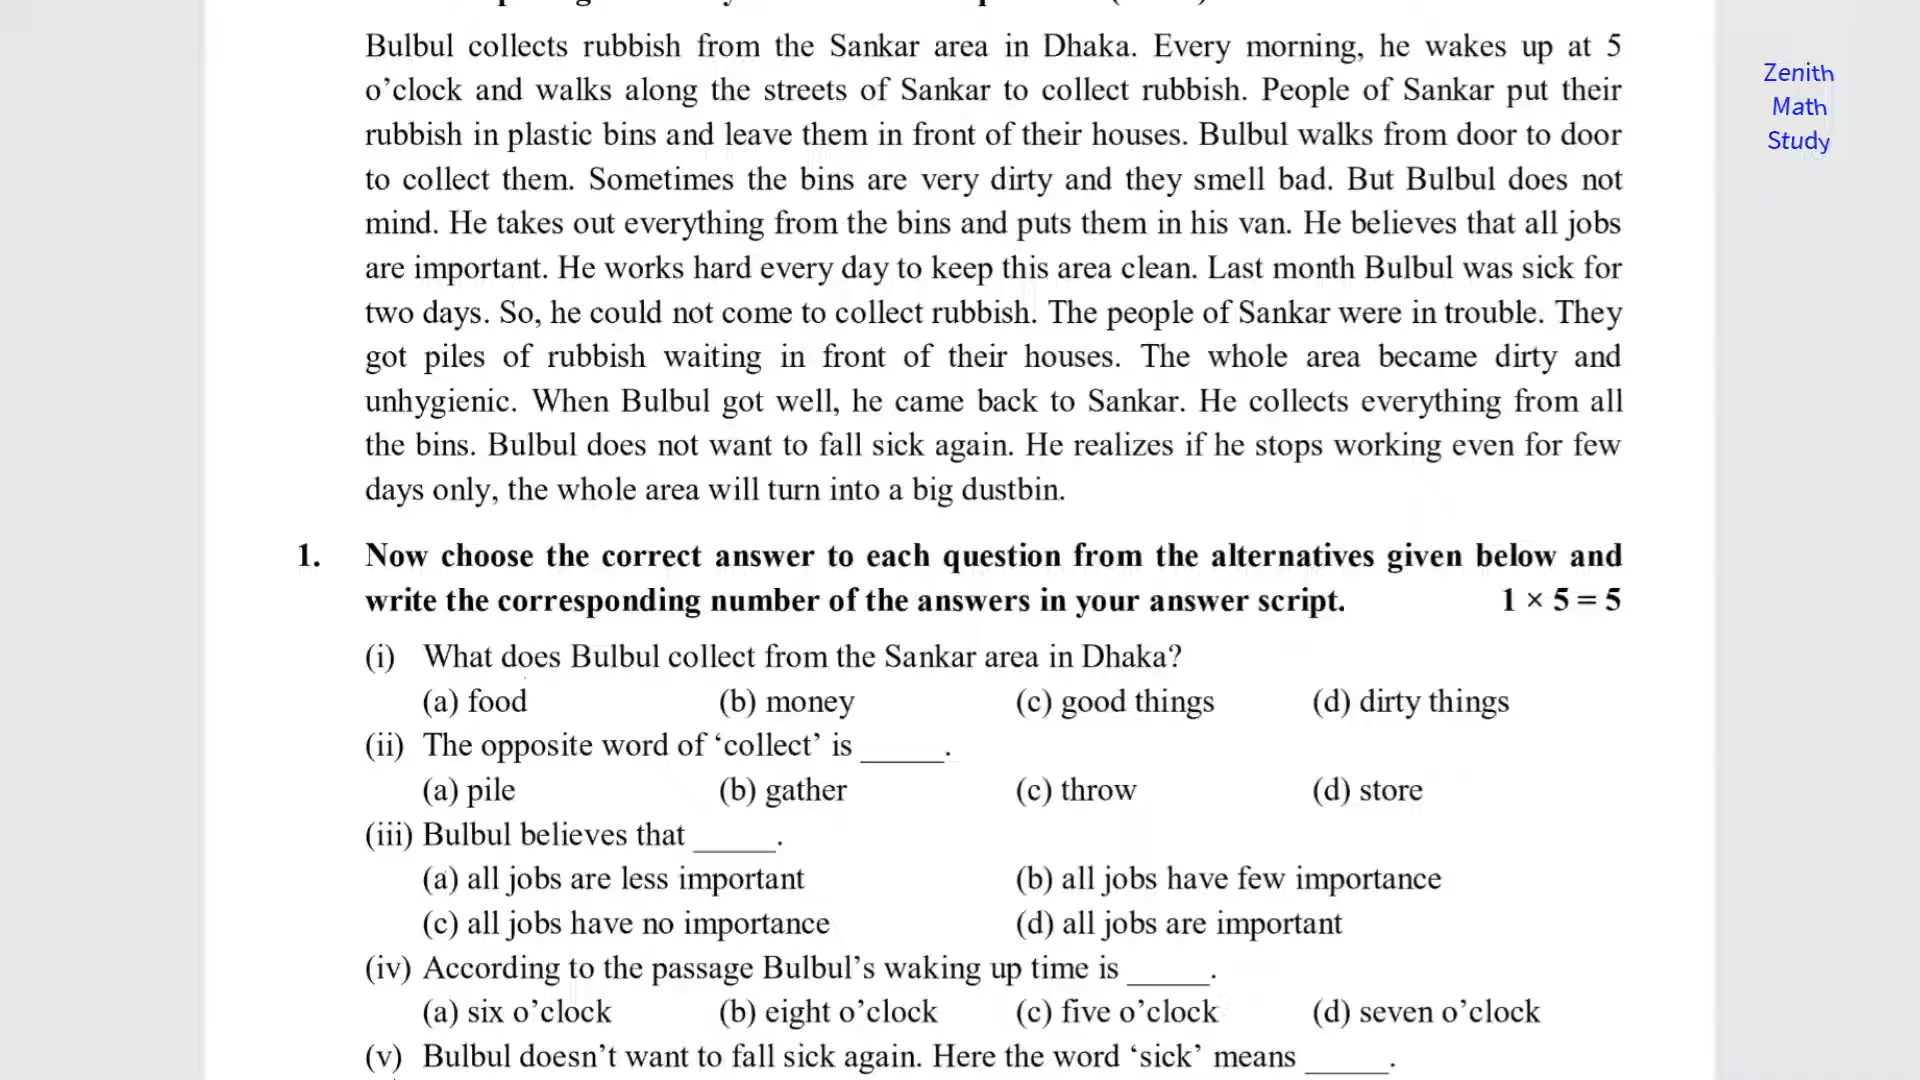 Bulbul collects rubbish from the Sankar area in Dhaka. Every morning, he wakes up at 5
o’clock and walks along the streets of Sankar to collect rubbish. People of Sankar put their
rubbish in plastic bins and leave them in front of their houses. Bulbul walks from door to door
to collect them. Sometimes the bins are very dirty and they smell bad. But Bulbul does not
mind. He takes out everything from the bins and puts them in his van. He believes that all jobs
are important. He works hard every day to keep this area clean. Last month Bulbul was sick for
two days. So, he could not come to collect rubbish. The people of Sankar were in trouble. They
got piles of rubbish waiting in front of their houses. The whole area became dirty and
unhygienic. When Bulbul got well, he came back to Sankar. He collects everything from all
the bins. Bulbul does not want to fall sick again. He realizes if he stops working even for few
days only, the whole area will turn into a big dustbin.
1. Now choose the correct answer to each question from the alternatives given below and
write the corresponding number of the answers in your answer script. 1 × 5 = 5
(i) What does Bulbul collect from the Sankar area in Dhaka?
(a) food (b) money (c) good things (d) dirty things
(ii) The opposite word of ‘collect’ is _____.
(a) pile (b) gather (c) throw (d) store
(iii) Bulbul believes that _____.
(a) all jobs are less important (b) all jobs have few importance
(c) all jobs have no importance (d) all jobs are important
(iv) According to the passage Bulbul’s waking up time is _____.
(a) six o’clock (b) eight o’clock (c) five o’clock (d) seven o’clock
(v) Bulbul doesn’t want to fall sick again. Here the word ‘sick’ means _____.
Zenith
Math
Study